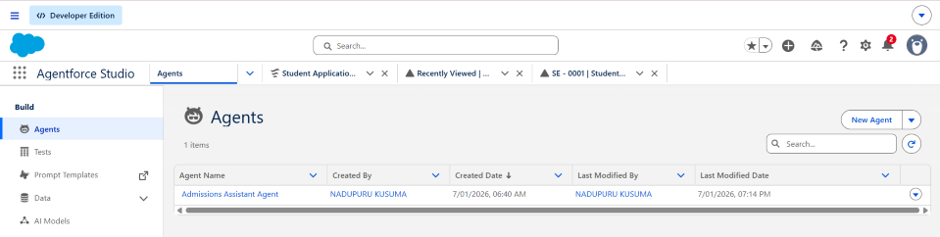 Developer Edition
Search...
2
Agentforce Studio
Agents
Student Applicatio...
Recently Viewed | ...
SE - 0001 | Student...
Build
Agents
Tests
Prompt Templates
Data
AI Models
Agents
New Agent
1 items
Search...
Agent Name Created By Created Date ↓ Last Modified By Last Modified Date
Admissions Assistant Agent NADUPURU KUSUMA 7/01/2026, 06:40 AM NADUPURU KUSUMA 7/01/2026, 07:14 PM